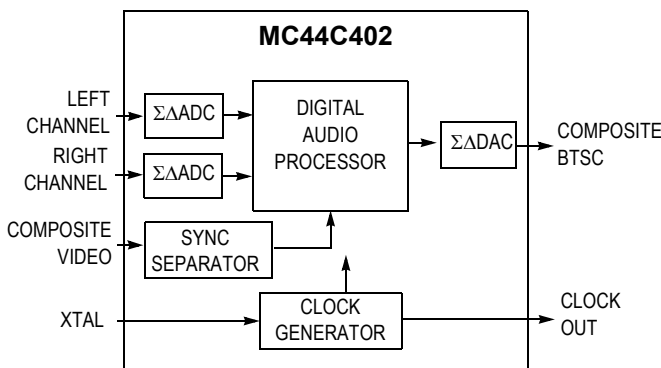 MC44C402
LEFT
CHANNEL
ΣΔADC
DIGITAL
AUDIO
PROCESSOR
ΣΔDAC
COMPOSITE
BTSC
RIGHT
CHANNEL
ΣΔADC
COMPOSITE
VIDEO
SYNC
SEPARATOR
XTAL
CLOCK
GENERATOR
CLOCK
OUT